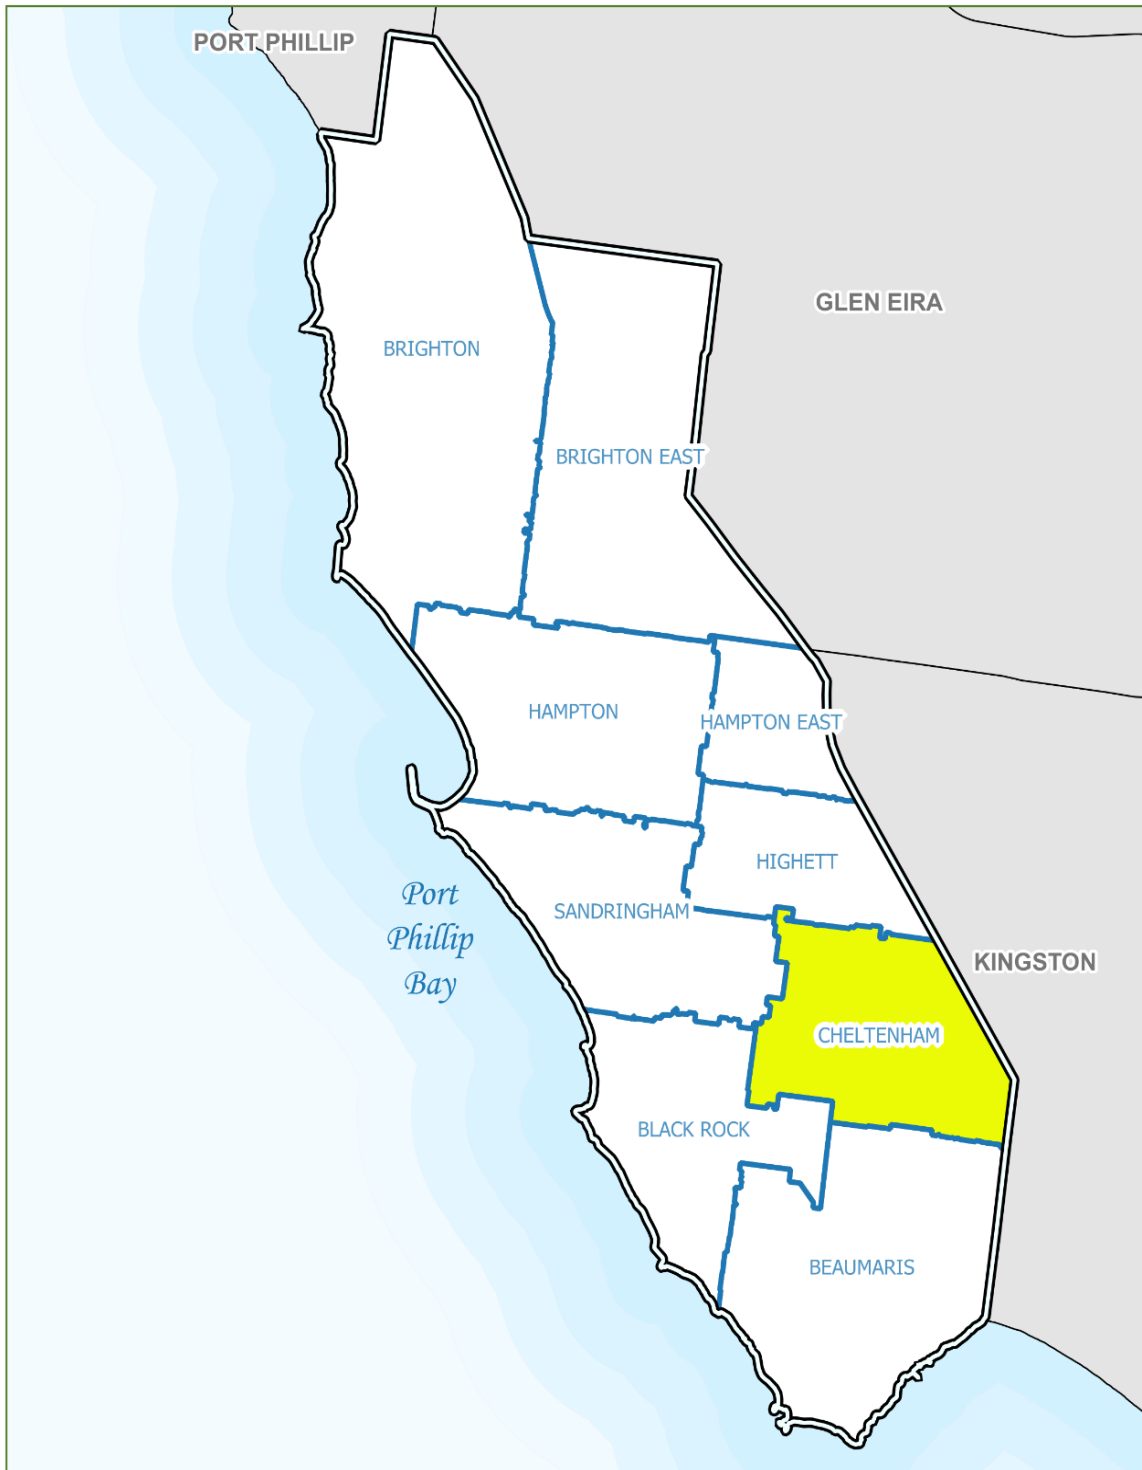 PORT PHILLIP
GLEN EIRA
BRIGHTON
BRIGHTON EAST
HAMPTON
HAMPTON EAST
HIGHETT
Port
Phillip
Bay
SANDRINGHAM
KINGSTON
CHELTENHAM
BLACK ROCK
BEAUMARIS